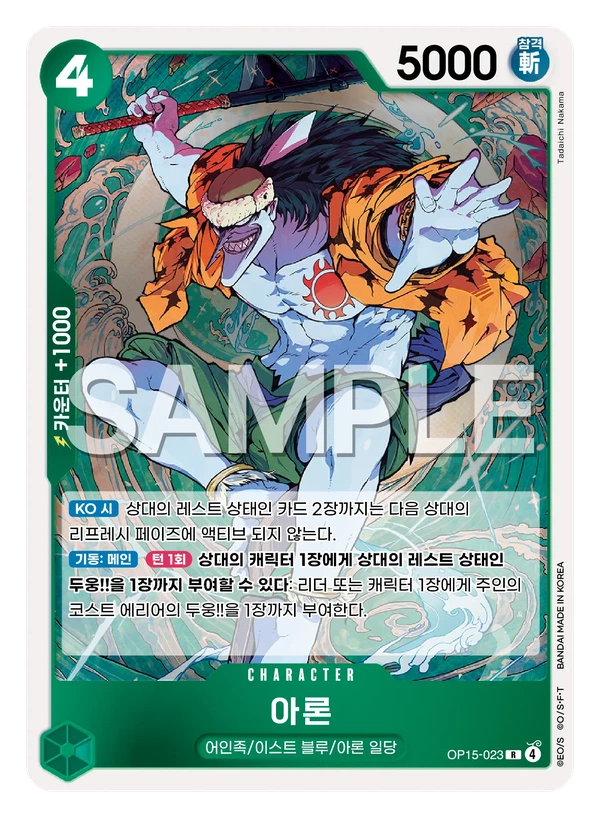 4
5000
참격
斬
Tadaichi Nakama
카운터 +1000
SAMPLE
KO 시 상대의 레스트 상태인 카드 2장까지는 다음 상대의
리프레시 페이즈에 액티브 되지 않는다.
기동: 메인 턴 1회 상대의 캐릭터 1장에게 상대의 레스트 상태인
두웅!!을 1장까지 부여할 수 있다: 리더 또는 캐릭터 1장에게 주인의
코스트 에리어의 두웅!!을 1장까지 부여한다.
CHARACTER
아론
어인족/이스트 블루/아론 일당
OP15-023 R 4
©EO/S ©O/S·F·T BANDAI MADE IN KOREA